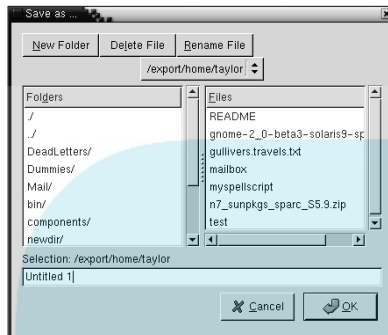 Save as ...
New Folder
Delete File
Rename File
/export/home/taylor
Folders
./
../
DeadLetters/
Dummies/
Mail/
bin/
components/
newdir/
Files
README
gnome-2_0-beta3-solaris9-sp
gullivers.travels.txt
mailbox
myspellscript
n7_sunpkgs_sparc_S5.9.zip
test
Selection: /export/home/taylor
Untitled 1
Cancel
OK